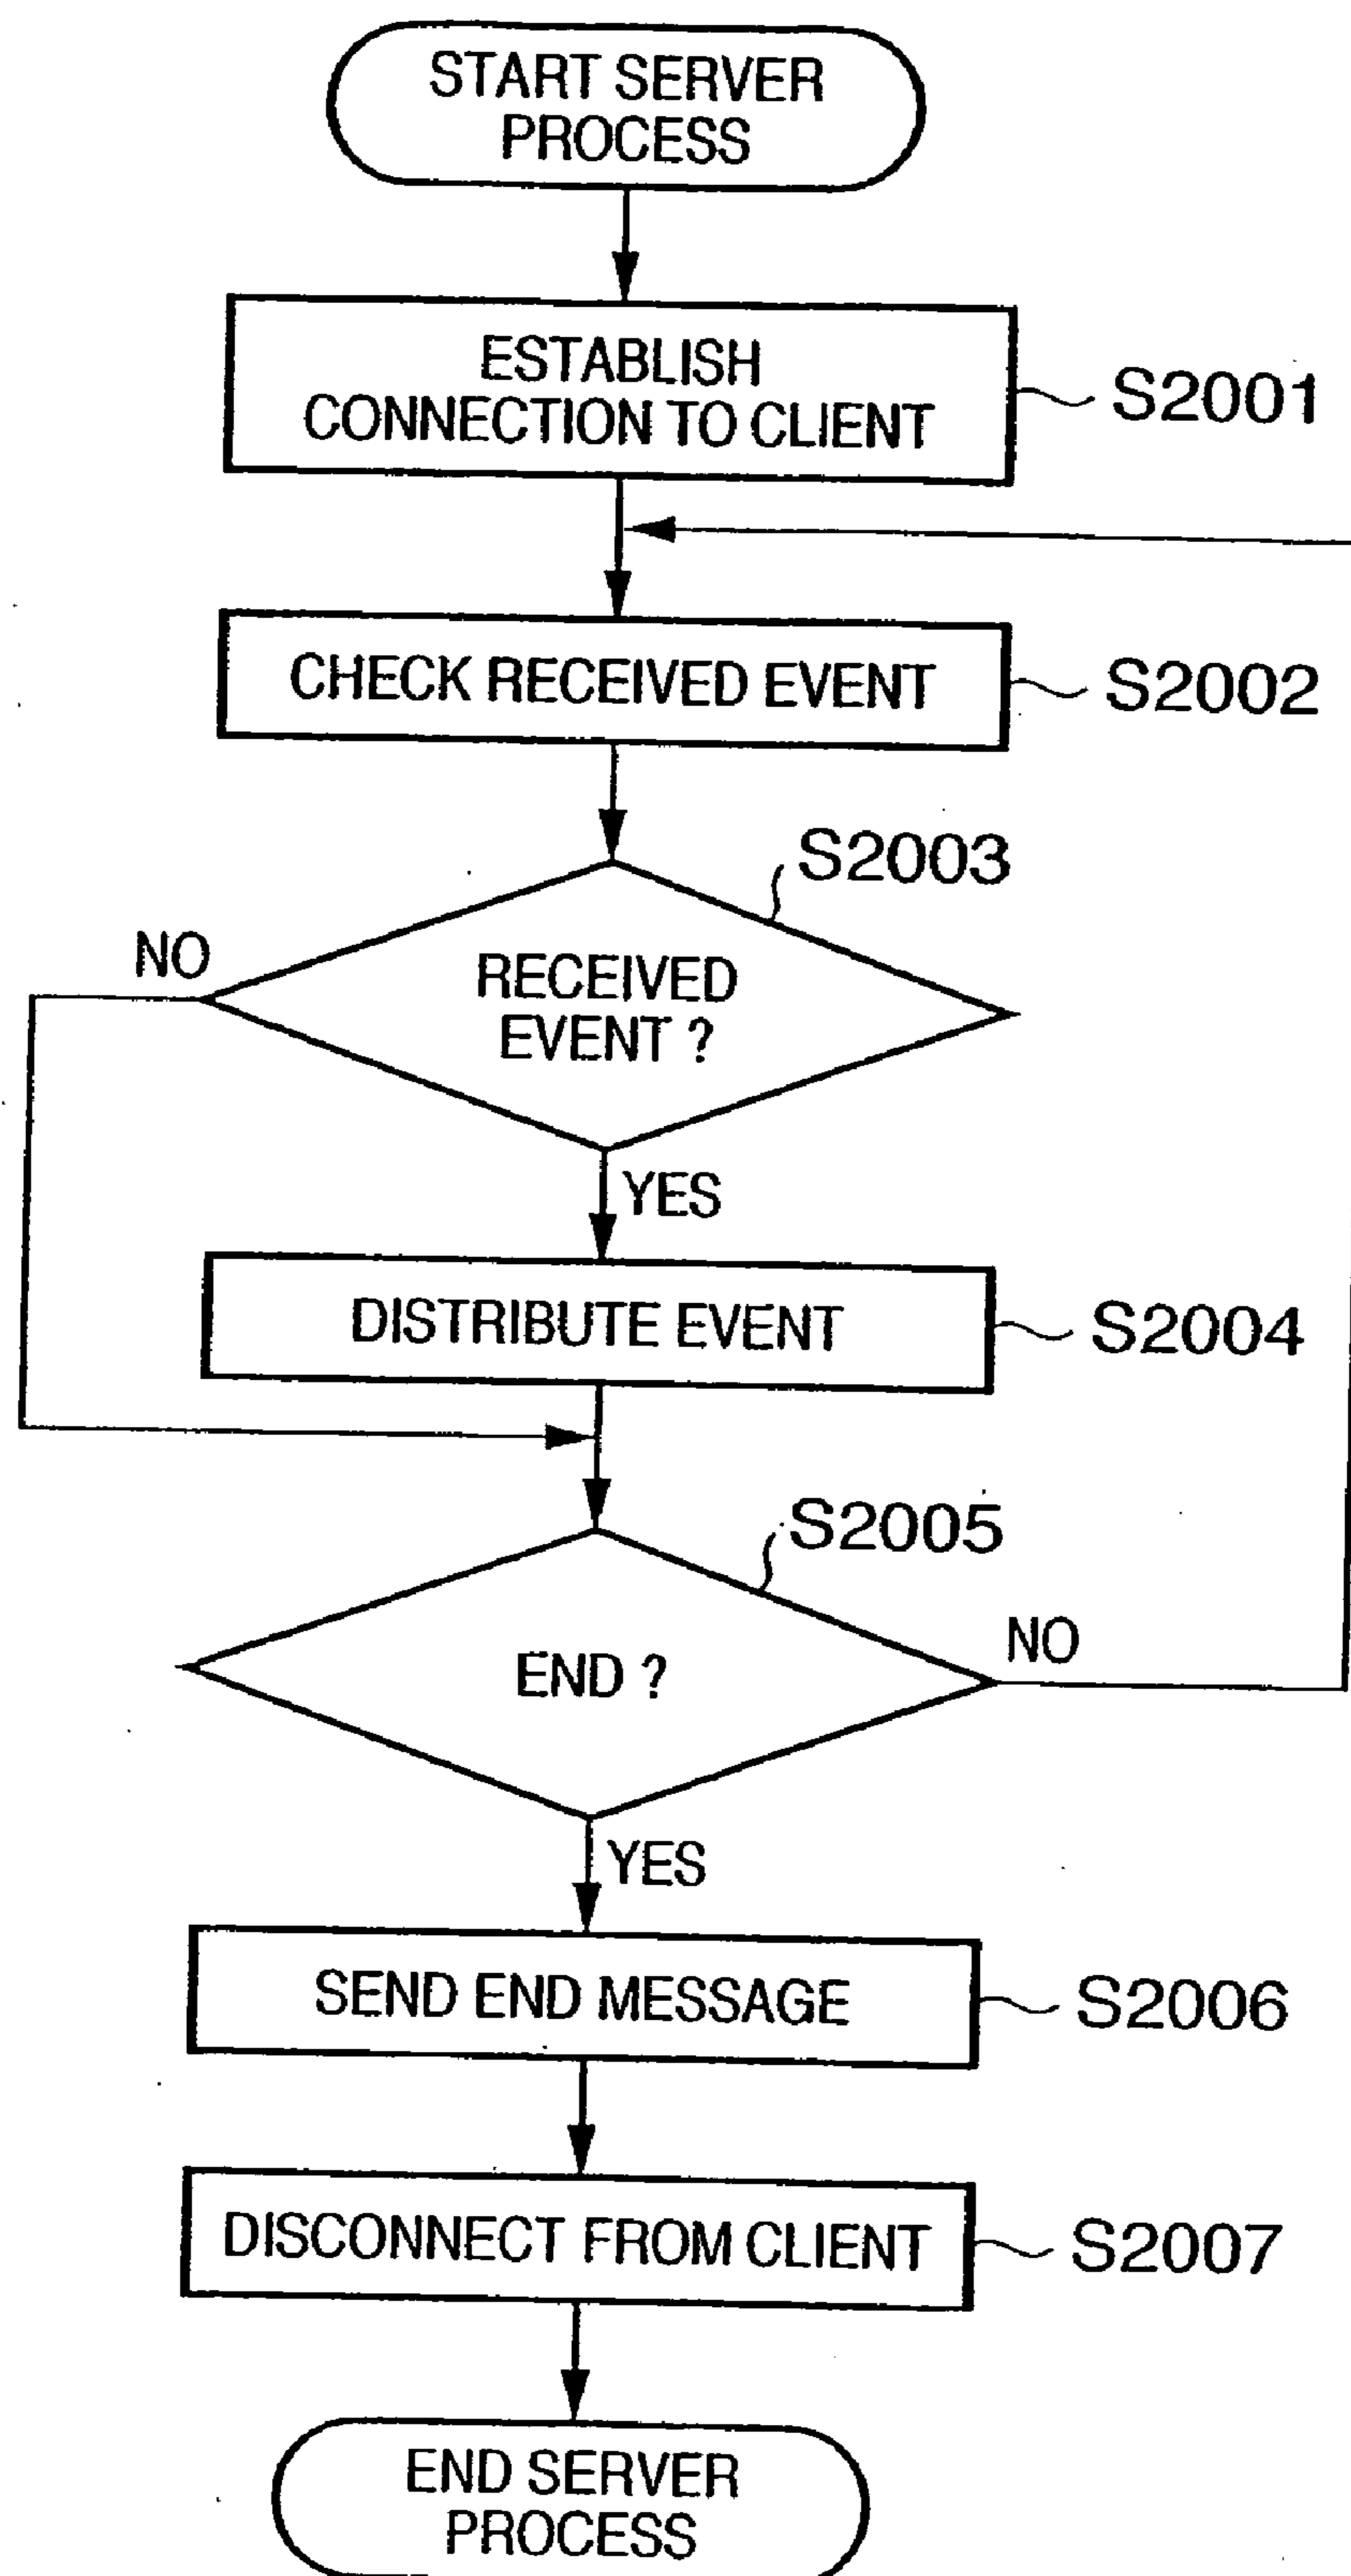 START SERVER
PROCESS
ESTABLISH
CONNECTION TO CLIENT
S2001
CHECK RECEIVED EVENT
S2002
S2003
NO
RECEIVED
EVENT ?
YES
DISTRIBUTE EVENT
S2004
S2005
END ?
NO
YES
SEND END MESSAGE
S2006
DISCONNECT FROM CLIENT
S2007
END SERVER
PROCESS